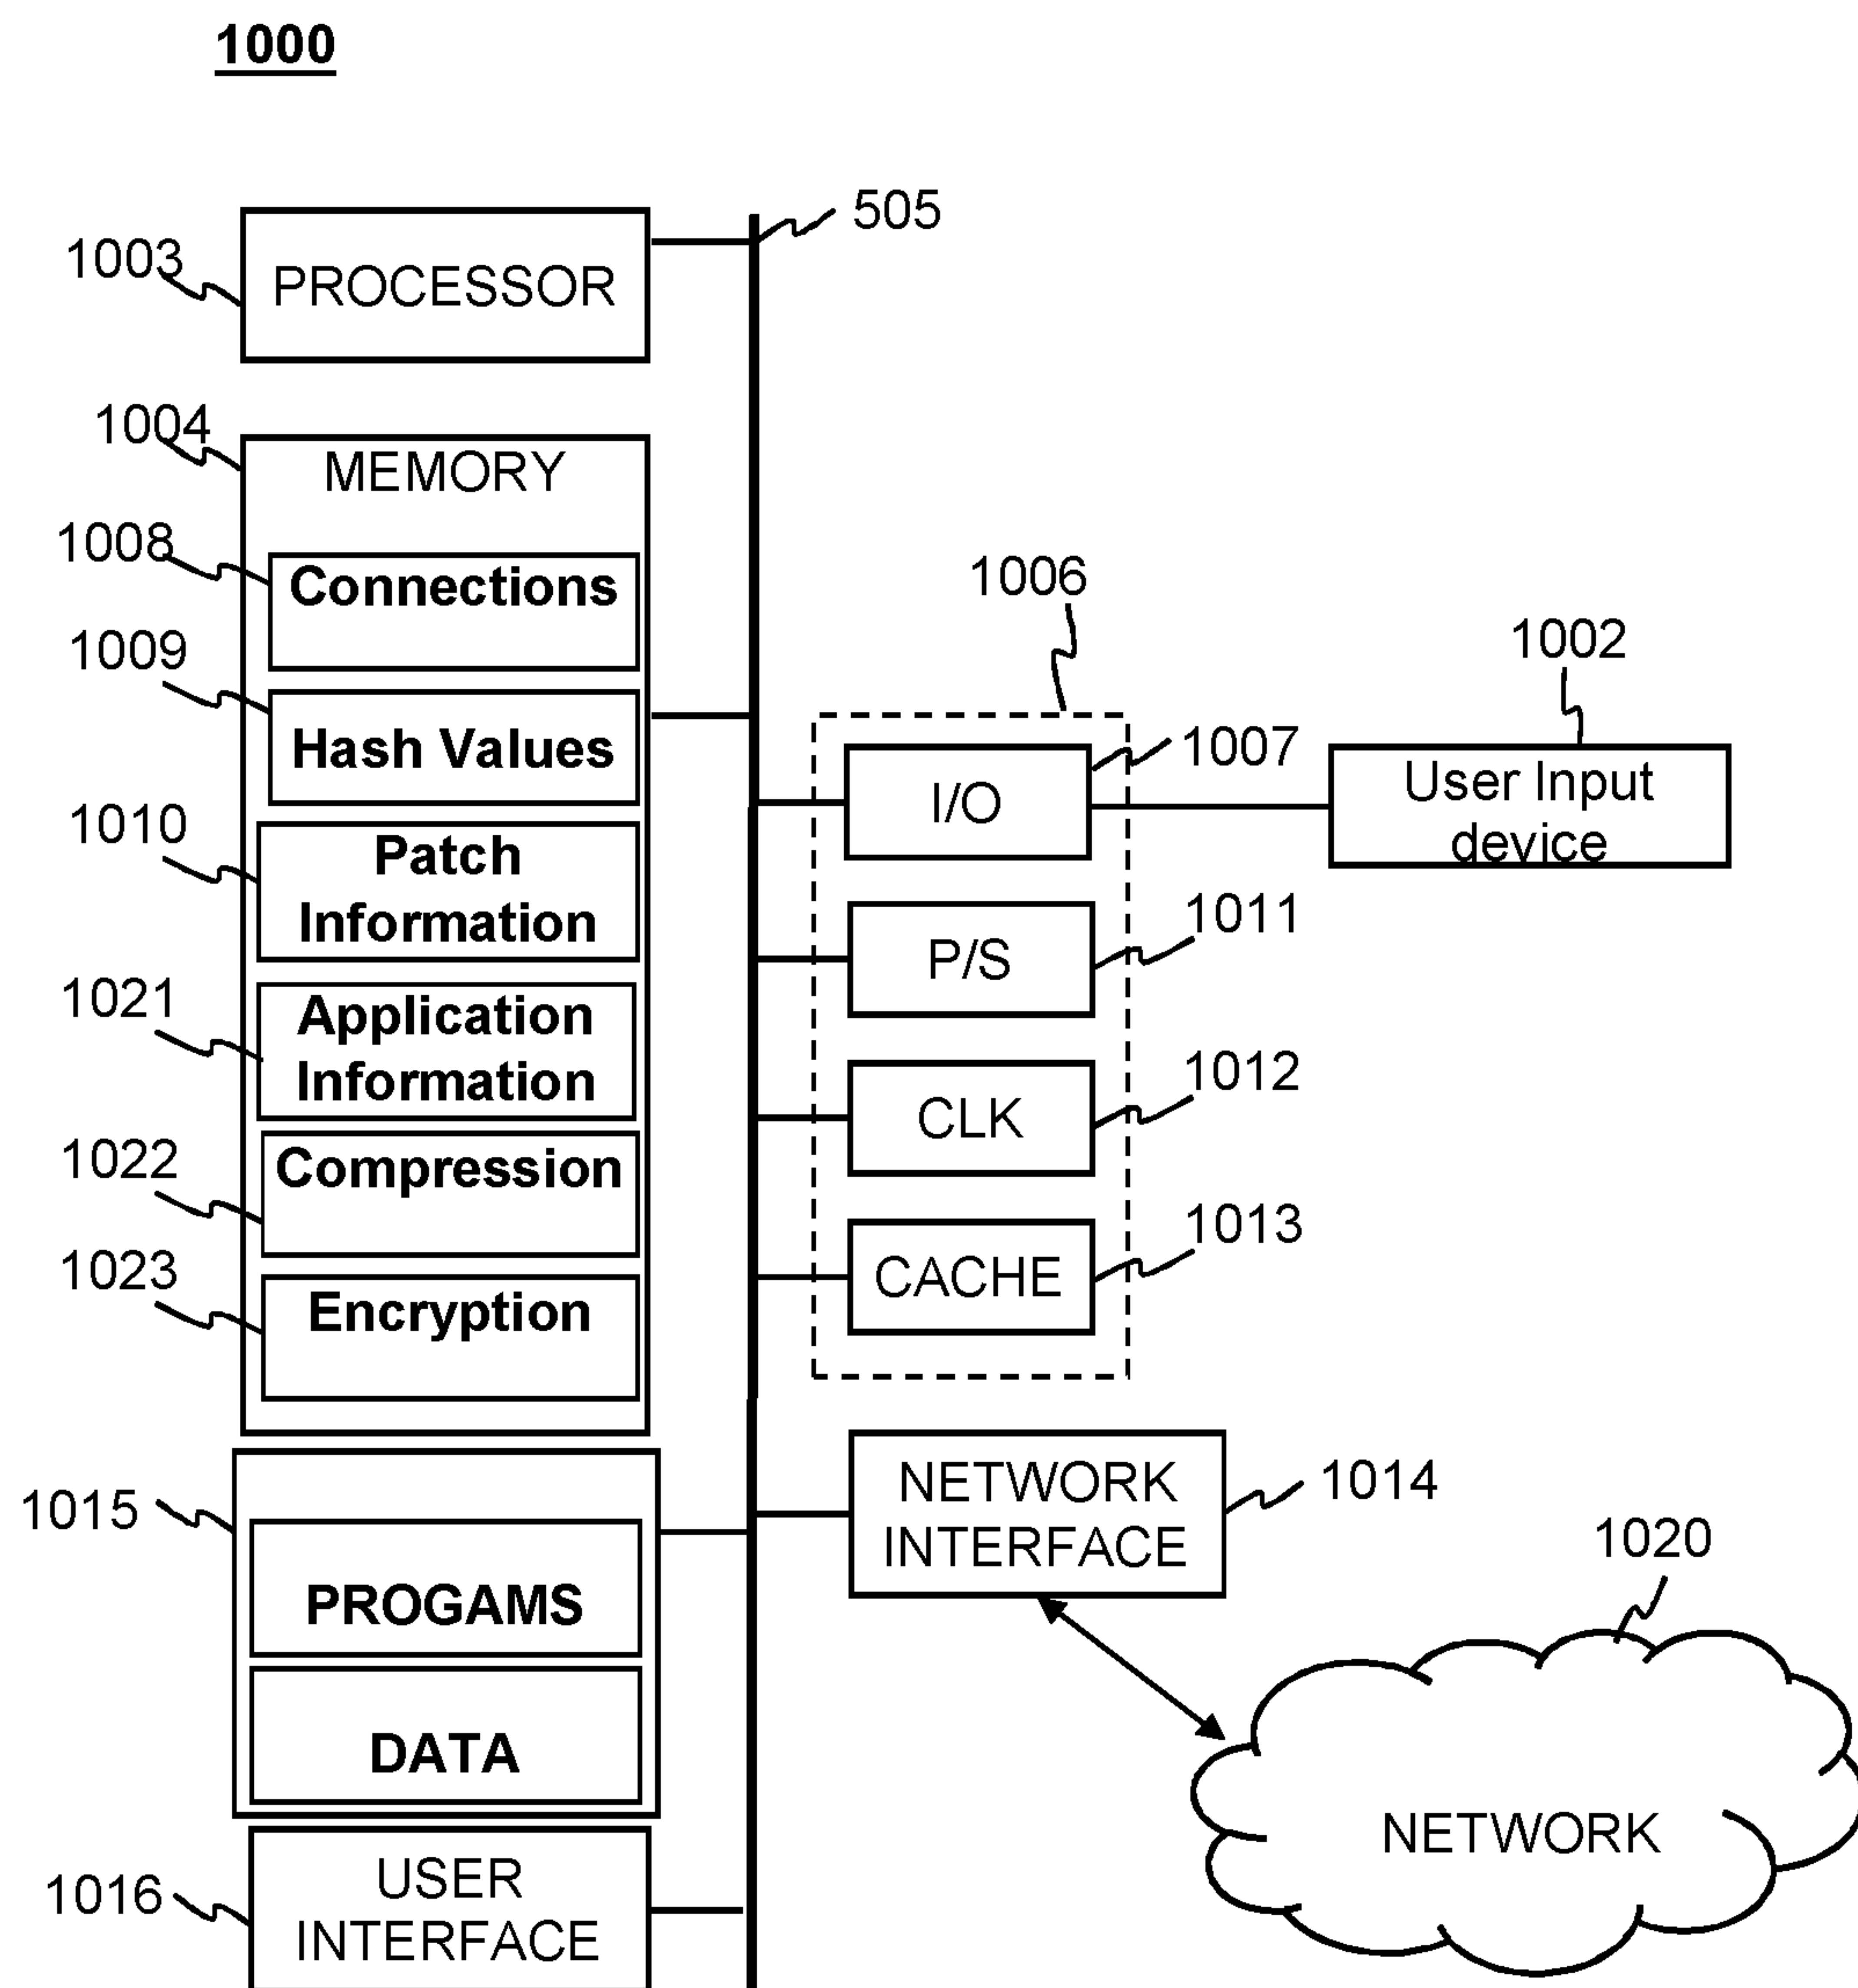 1000
505
1003
PROCESSOR
1004
MEMORY
1008
Connections
1009
Hash Values
1010
Patch
Information
1021
Application
Information
1022
Compression
1023
Encryption
1006
1007
I/O
1002
User Input
device
1011
P/S
1012
CLK
1013
CACHE
1014
NETWORK
INTERFACE
1015
PROGAMS
DATA
1020
NETWORK
1016
USER
INTERFACE